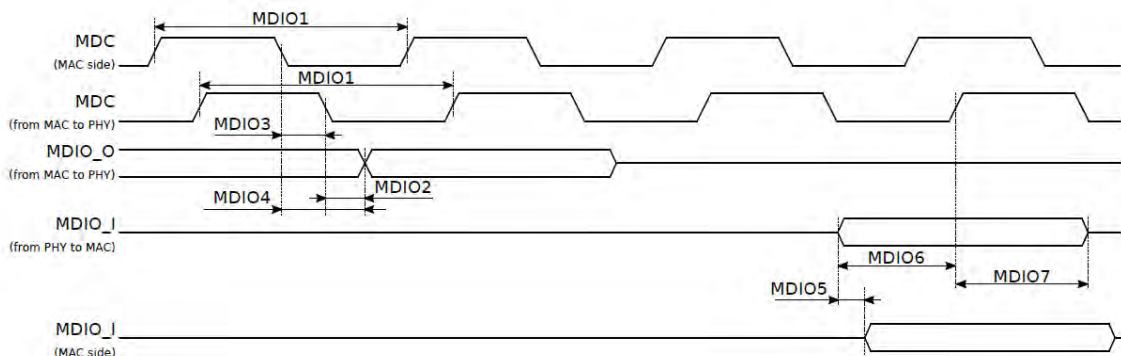 MDIO1
MDC
(MAC side)
MDIO1
MDC
(from MAC to PHY)
MDIO3
MDIO_O
(from MAC to PHY)
MDIO2
MDIO4
MDIO_I
(from PHY to MAC)
MDIO6
MDIO7
MDIO5
MDIO_I
(MAC side)